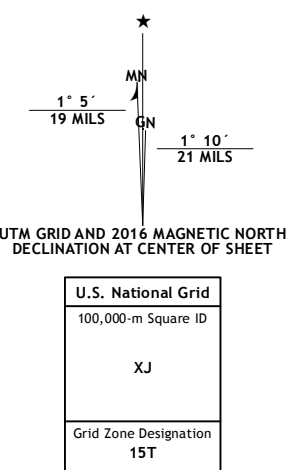 ★
MN
1° 5´
19 MILS
GN
1° 10´
21 MILS
UTM GRID AND 2016 MAGNETIC NORTH
DECLINATION AT CENTER OF SHEET
U.S. National Grid
100,000-m Square ID
XJ
Grid Zone Designation
15T